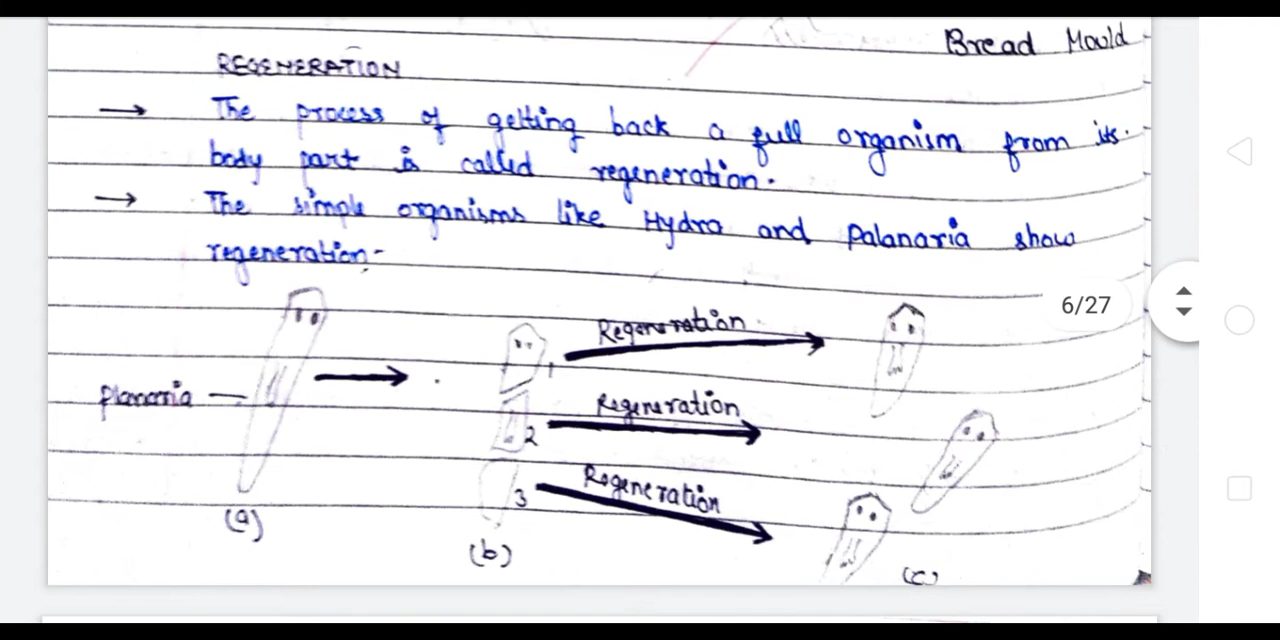 Bread Mould
REGENERATION
→ The process of getting back a full organism from its
body part is called regeneration.
→ The simple organisms like Hydra and Palanaria show
regeneration.
Regeneration
6/27
1
Planaria
Regeneration
2
Regeneration
3
(a)
(b)
(c)